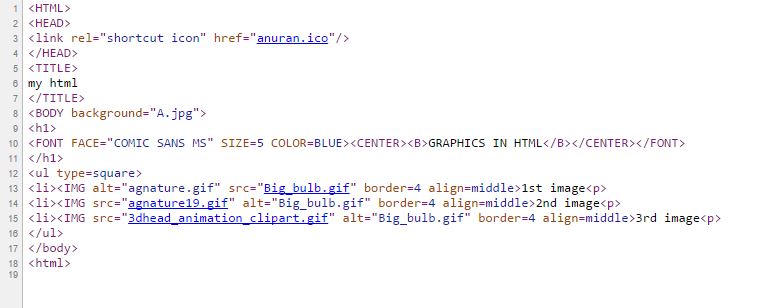 1 <HTML>
2 <HEAD>
3 <link rel="shortcut icon" href="anuran.ico"/>
4 </HEAD>
5 <TITLE>
6 my html
7 </TITLE>
8 <BODY background="A.jpg">
9 <h1>
10 <FONT FACE="COMIC SANS MS" SIZE=5 COLOR=BLUE><CENTER><B>GRAPHICS IN HTML</B></CENTER></FONT>
11 </h1>
12 <ul type=square>
13 <li><IMG alt="agnature.gif" src="Big_bulb.gif" border=4 align=middle>1st image<p>
14 <li><IMG src="agnature19.gif" alt="Big_bulb.gif" border=4 align=middle>2nd image<p>
15 <li><IMG src="3dhead_animation_clipart.gif" alt="Big_bulb.gif" border=4 align=middle>3rd image<p>
16 </ul>
17 </body>
18 <html>
19